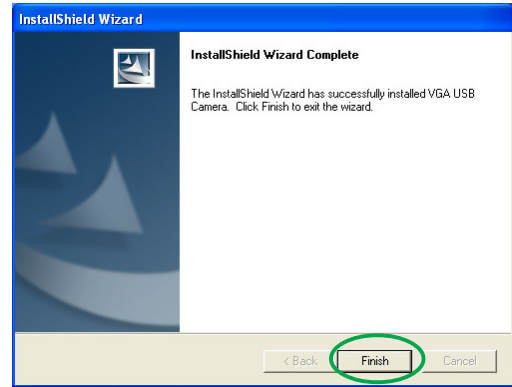 InstallShield Wizard
InstallShield Wizard Complete
The InstallShield Wizard has successfully installed VGA USB
Camera. Click Finish to exit the wizard.
< Back Finish Cancel